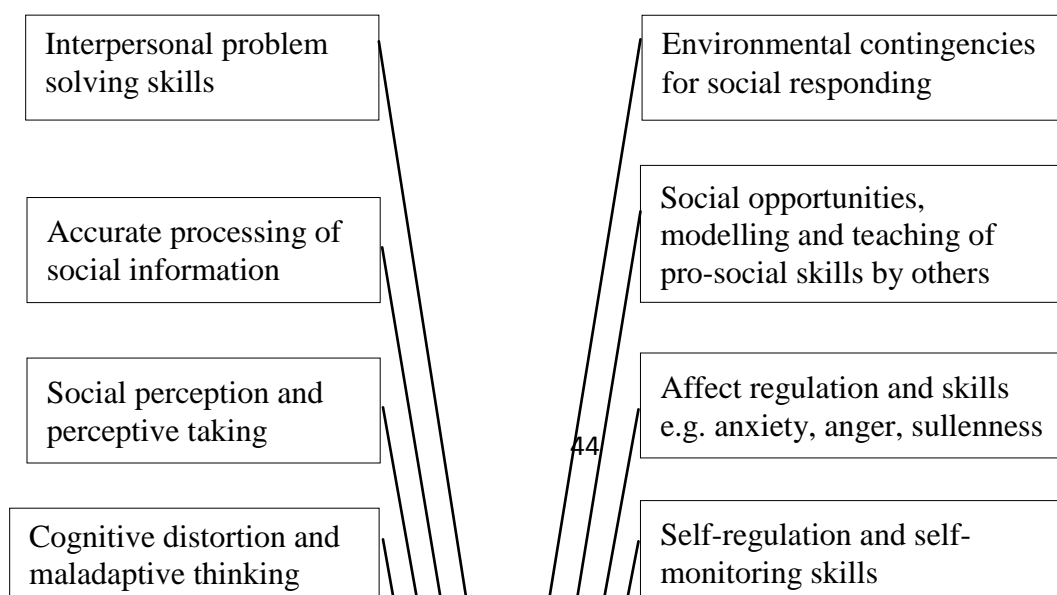 Interpersonal problem
solving skills
Accurate processing of
social information
Social perception and
perceptive taking
Cognitive distortion and
maladaptive thinking
Environmental contingencies
for social responding
Social opportunities,
modelling and teaching of
pro-social skills by others
Affect regulation and skills
e.g. anxiety, anger, sullenness
44
Self-regulation and self-
monitoring skills